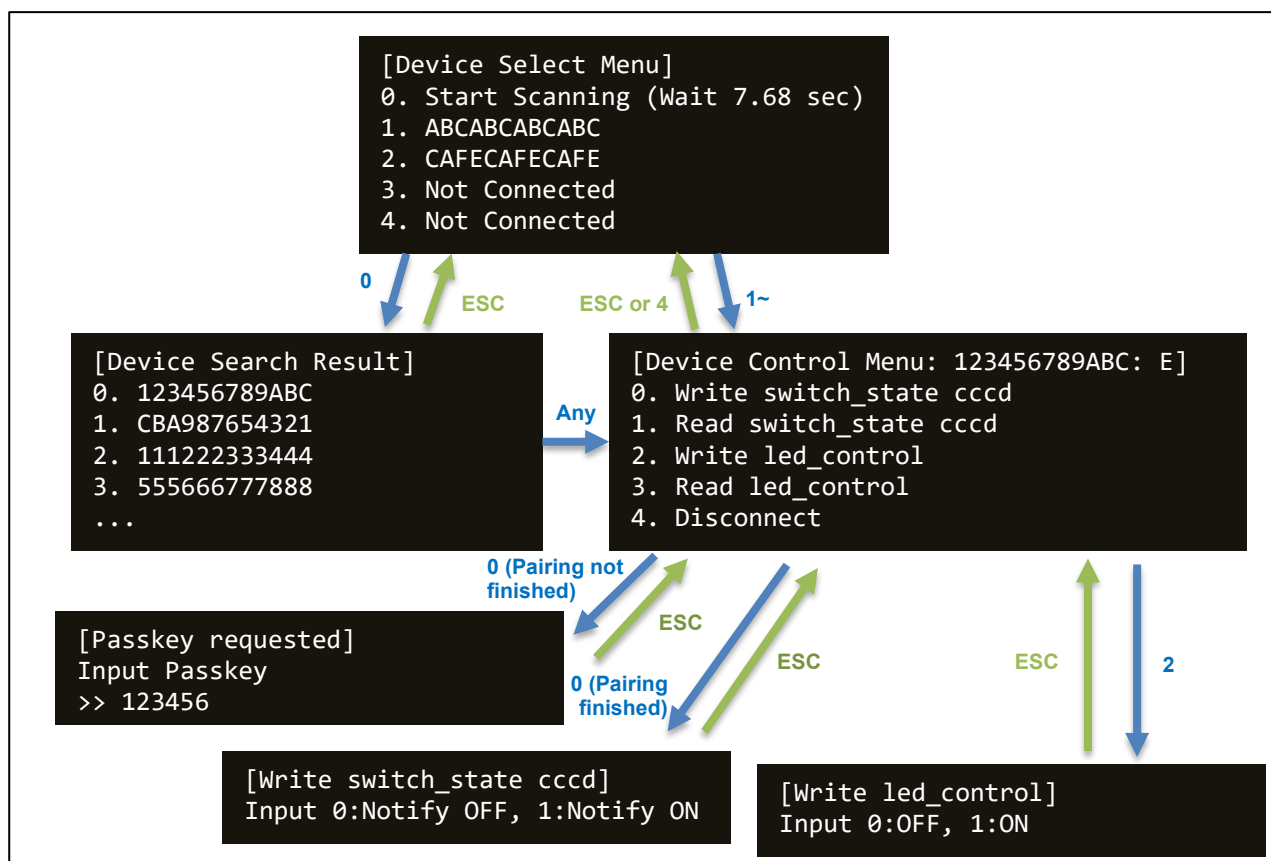 [Device Select Menu]
0. Start Scanning (Wait 7.68 sec)
1. ABCABCABCABC
2. CAFECAFECAFE
3. Not Connected
4. Not Connected
0
ESC
ESC or 4
1~
[Device Search Result]
0. 123456789ABC
1. CBA987654321
2. 111222333444
3. 555666777888
...
Any
[Device Control Menu: 123456789ABC: E]
0. Write switch_state cccd
1. Read switch_state cccd
2. Write led_control
3. Read led_control
4. Disconnect
0 (Pairing not
finished)
ESC
[Passkey requested]
Input Passkey
>> 123456
0 (Pairing
finished)
ESC
ESC
2
[Write switch_state cccd]
Input 0:Notify OFF, 1:Notify ON
[Write led_control]
Input 0:OFF, 1:ON